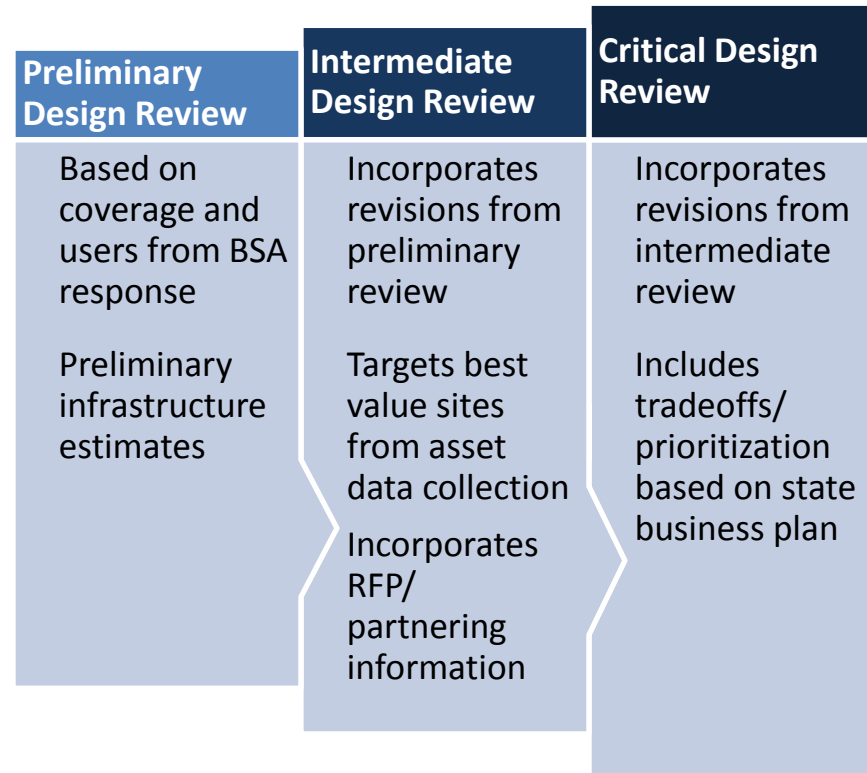 Preliminary
Design Review
Based on
coverage and
users from BSA
response
Preliminary
infrastructure
estimates
Intermediate
Design Review
Incorporates
revisions from
preliminary
review
Targets best
value sites
from asset
data collection
Incorporates
RFP/
partnering
information
Critical Design
Review
Incorporates
revisions from
intermediate
review
Includes
tradeoffs/
prioritization
based on state
business plan